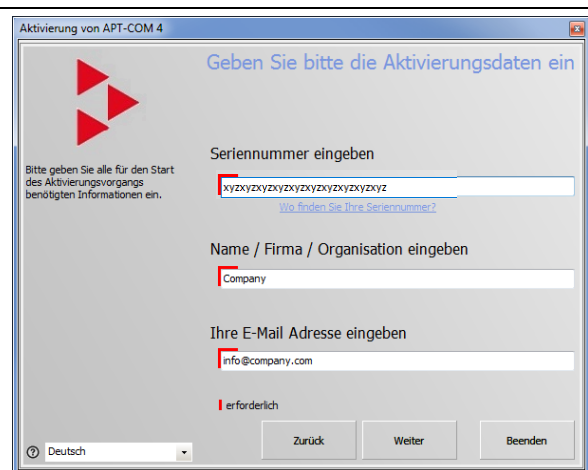 Aktivierung von APT-COM 4
Geben Sie bitte die Aktivierungsdaten ein
Bitte geben Sie alle für den Start
des Aktivierungsvorgangs
benötigten Informationen ein.
Seriennummer eingeben
xyzxyzxyzxyzxyzxyzxyzxyzxyzxyz
Wo finden Sie Ihre Seriennummer?
Name / Firma / Organisation eingeben
Company
Ihre E-Mail Adresse eingeben
info@company.com
erforderlich
Deutsch
Zurück
Weiter
Beenden